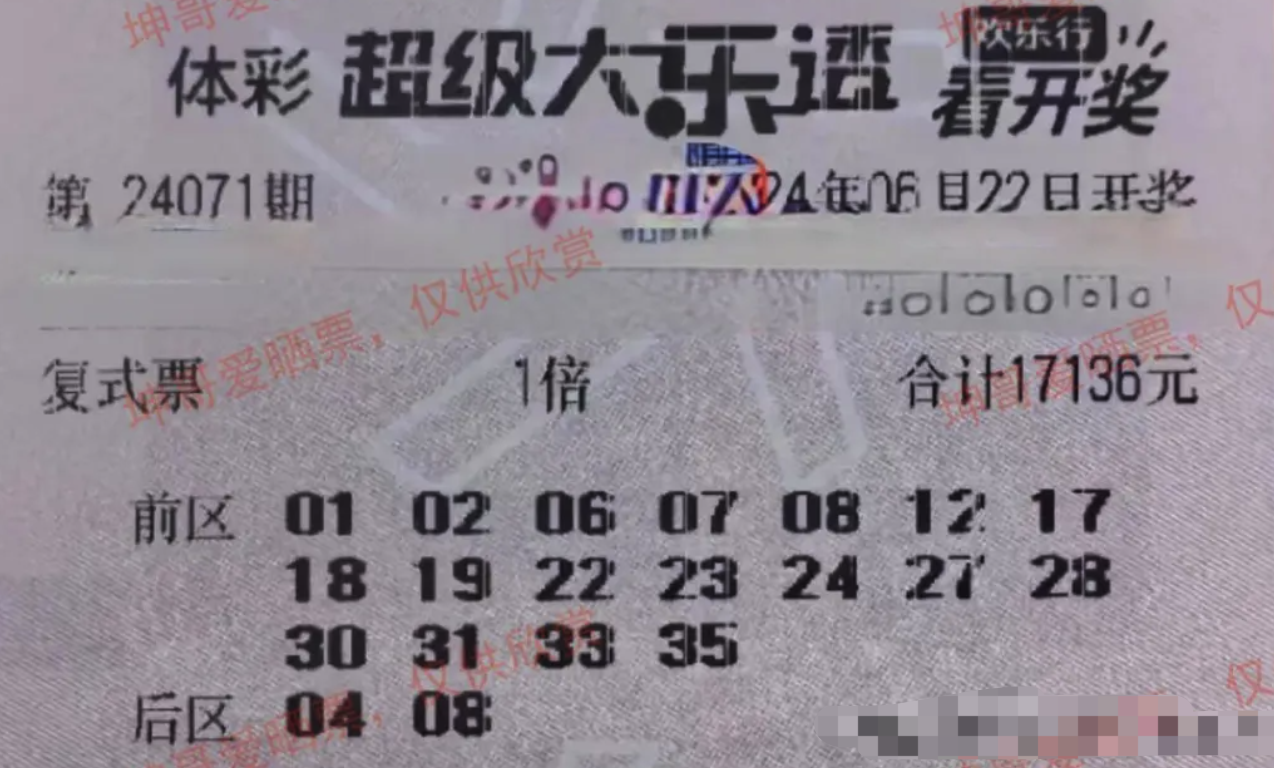 体彩 超级大乐透 欢乐行 看开奖
第 24071期 24年06月22日开奖
复式票 1倍 合计17136元
前区 01 02 06 07 08 12 17
18 19 22 23 24 27 28
30 31 33 35
后区 04 08
坤哥爱晒票，仅供欣赏